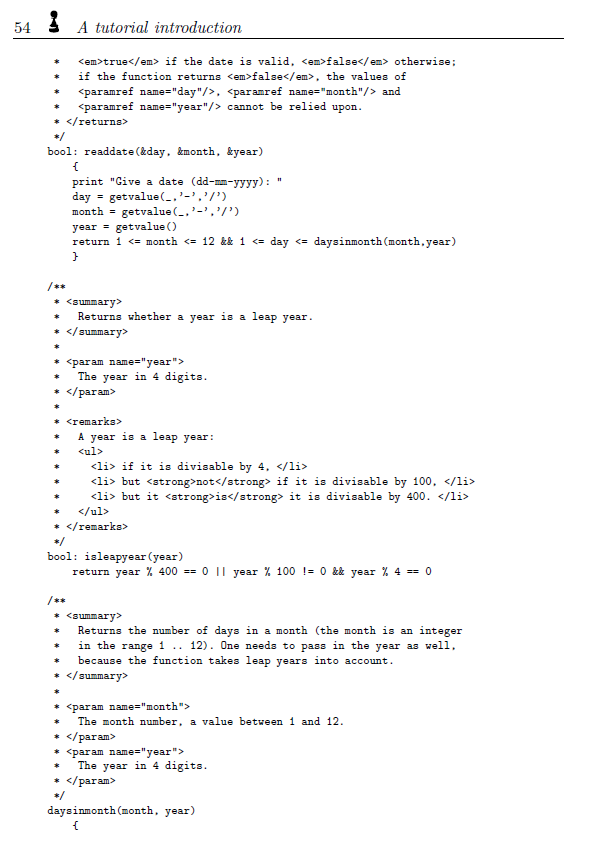 54 A tutorial introduction
* <em>true</em> if the date is valid, <em>false</em> otherwise;
* if the function returns <em>false</em>, the values of
* <paramref name="day"/>, <paramref name="month"/> and
* <paramref name="year"/> cannot be relied upon.
* </returns>
*/
bool: readdate(&day, &month, &year)
{
print "Give a date (dd-mm-yyyy): "
day = getvalue(_,'-','/')
month = getvalue(_,'-','/')
year = getvalue()
return 1 <= month <= 12 && 1 <= day <= daysinmonth(month,year)
}
/**
* <summary>
* Returns whether a year is a leap year.
* </summary>
*
* <param name="year">
* The year in 4 digits.
* </param>
*
* <remarks>
* A year is a leap year:
* <ul>
* <li> if it is divisable by 4, </li>
* <li> but <strong>not</strong> if it is divisable by 100, </li>
* <li> but it <strong>is</strong> it is divisable by 400. </li>
* </ul>
* </remarks>
*/
bool: isleapyear(year)
return year % 400 == 0 || year % 100 != 0 && year % 4 == 0
/**
* <summary>
* Returns the number of days in a month (the month is an integer
* in the range 1 .. 12). One needs to pass in the year as well,
* because the function takes leap years into account.
* </summary>
*
* <param name="month">
* The month number, a value between 1 and 12.
* </param>
* <param name="year">
* The year in 4 digits.
* </param>
*/
daysinmonth(month, year)
{